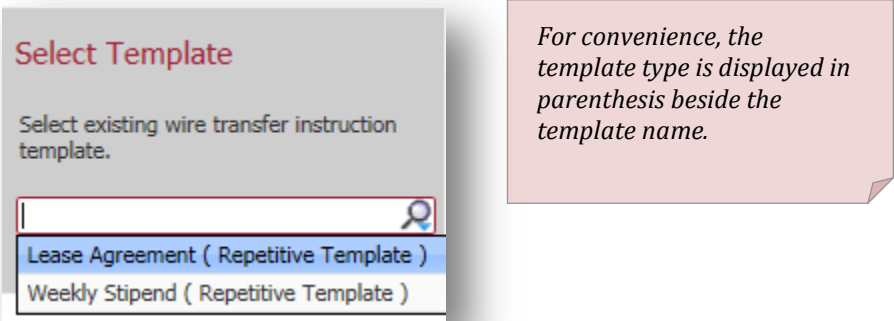 Select Template
Select existing wire transfer instruction
template.
Lease Agreement ( Repetitive Template )
Weekly Stipend ( Repetitive Template )
For convenience, the
template type is displayed in
parenthesis beside the
template name.